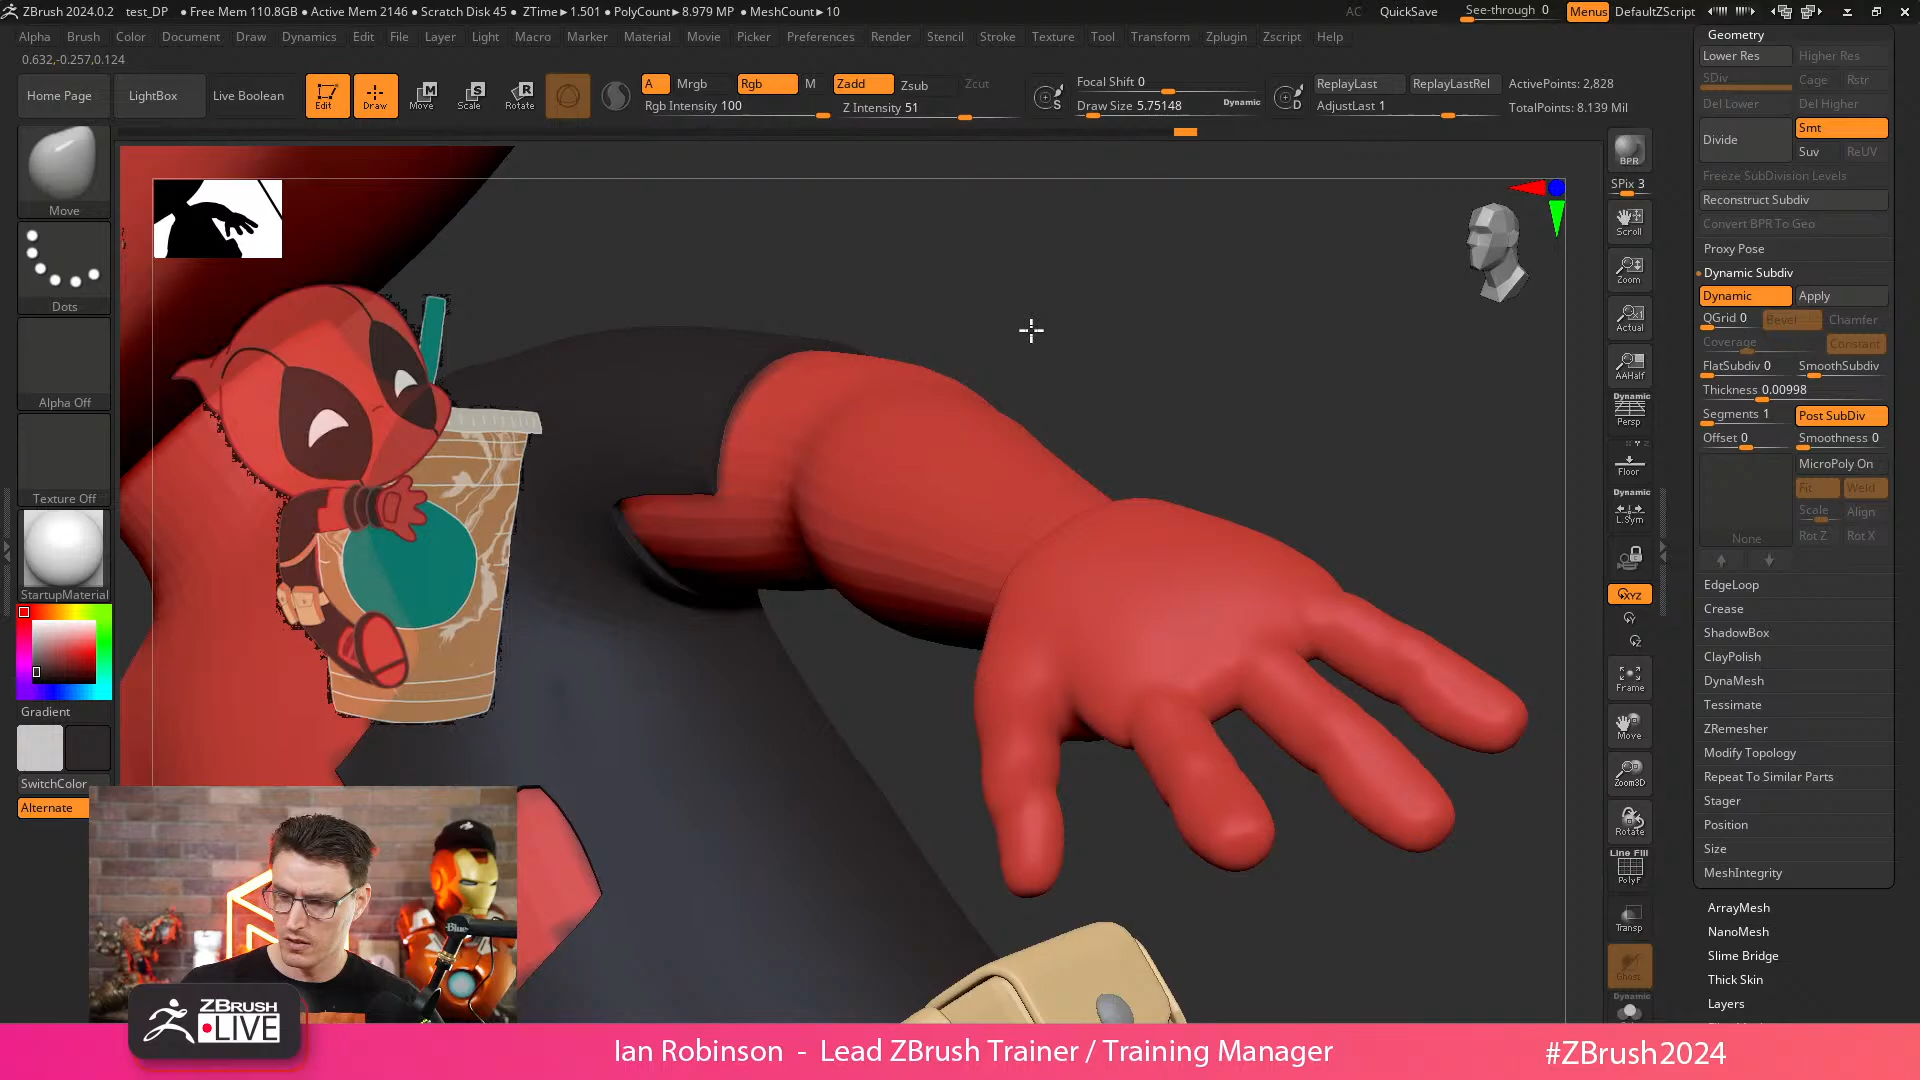 ZBrush 2024.0.2 test_DP • Free Mem 110.8GB • Active Mem 2146 • Scratch Disk 45 • ZTime►1.501 • PolyCount►8.979 MP • MeshCount►10 AC QuickSave See-through 0 Menus DefaultZScript
Alpha Brush Color Document Draw Dynamics Edit File Layer Light Macro Marker Material Movie Picker Preferences Render Stencil Stroke Texture Tool Transform Zplugin Zscript Help
0.632,-0.257,0.124
Home Page LightBox Live Boolean Edit Draw Move Scale Rotate
A Mrgb Rgb M Zadd Zsub Zcut
Rgb Intensity 100 Z Intensity 51
Focal Shift 0
Draw Size 5.75148 Dynamic
ReplayLast ReplayLastRel ActivePoints: 2,828
AdjustLast 1 TotalPoints: 8.139 Mil
Move
Dots
Alpha Off
Texture Off
StartupMaterial
Gradient
SwitchColor
Alternate
BPR
SPix 3
Scroll
Zoom
Actual
AAHalf
Dynamic
Persp
Floor
Dynamic
L.Sym
XYZ
Frame
Move
Zoom3D
Rotate
Line Fill
PolyF
Transp
Ghost
Dynamic
Geometry
Lower Res Higher Res
SDiv Cage Rstr
Del Lower Del Higher
Divide Smt
Suv ReUV
Freeze SubDivision Levels
Reconstruct Subdiv
Convert BPR To Geo
Proxy Pose
Dynamic Subdiv
Dynamic Apply
QGrid 0 Bevel Chamfer
Coverage Constant
FlatSubdiv 0 SmoothSubdiv
Thickness 0.00998
Segments 1 Post SubDiv
Offset 0 Smoothness 0
MicroPoly On
Fit Weld
Scale Align
None Rot Z Rot X
EdgeLoop
Crease
ShadowBox
ClayPolish
DynaMesh
Tessimate
ZRemesher
Modify Topology
Repeat To Similar Parts
Stager
Position
Size
MeshIntegrity
ArrayMesh
NanoMesh
Slime Bridge
Thick Skin
Layers
Blue
ZBRUSH
LIVE
Ian Robinson - Lead ZBrush Trainer / Training Manager
#ZBrush2024